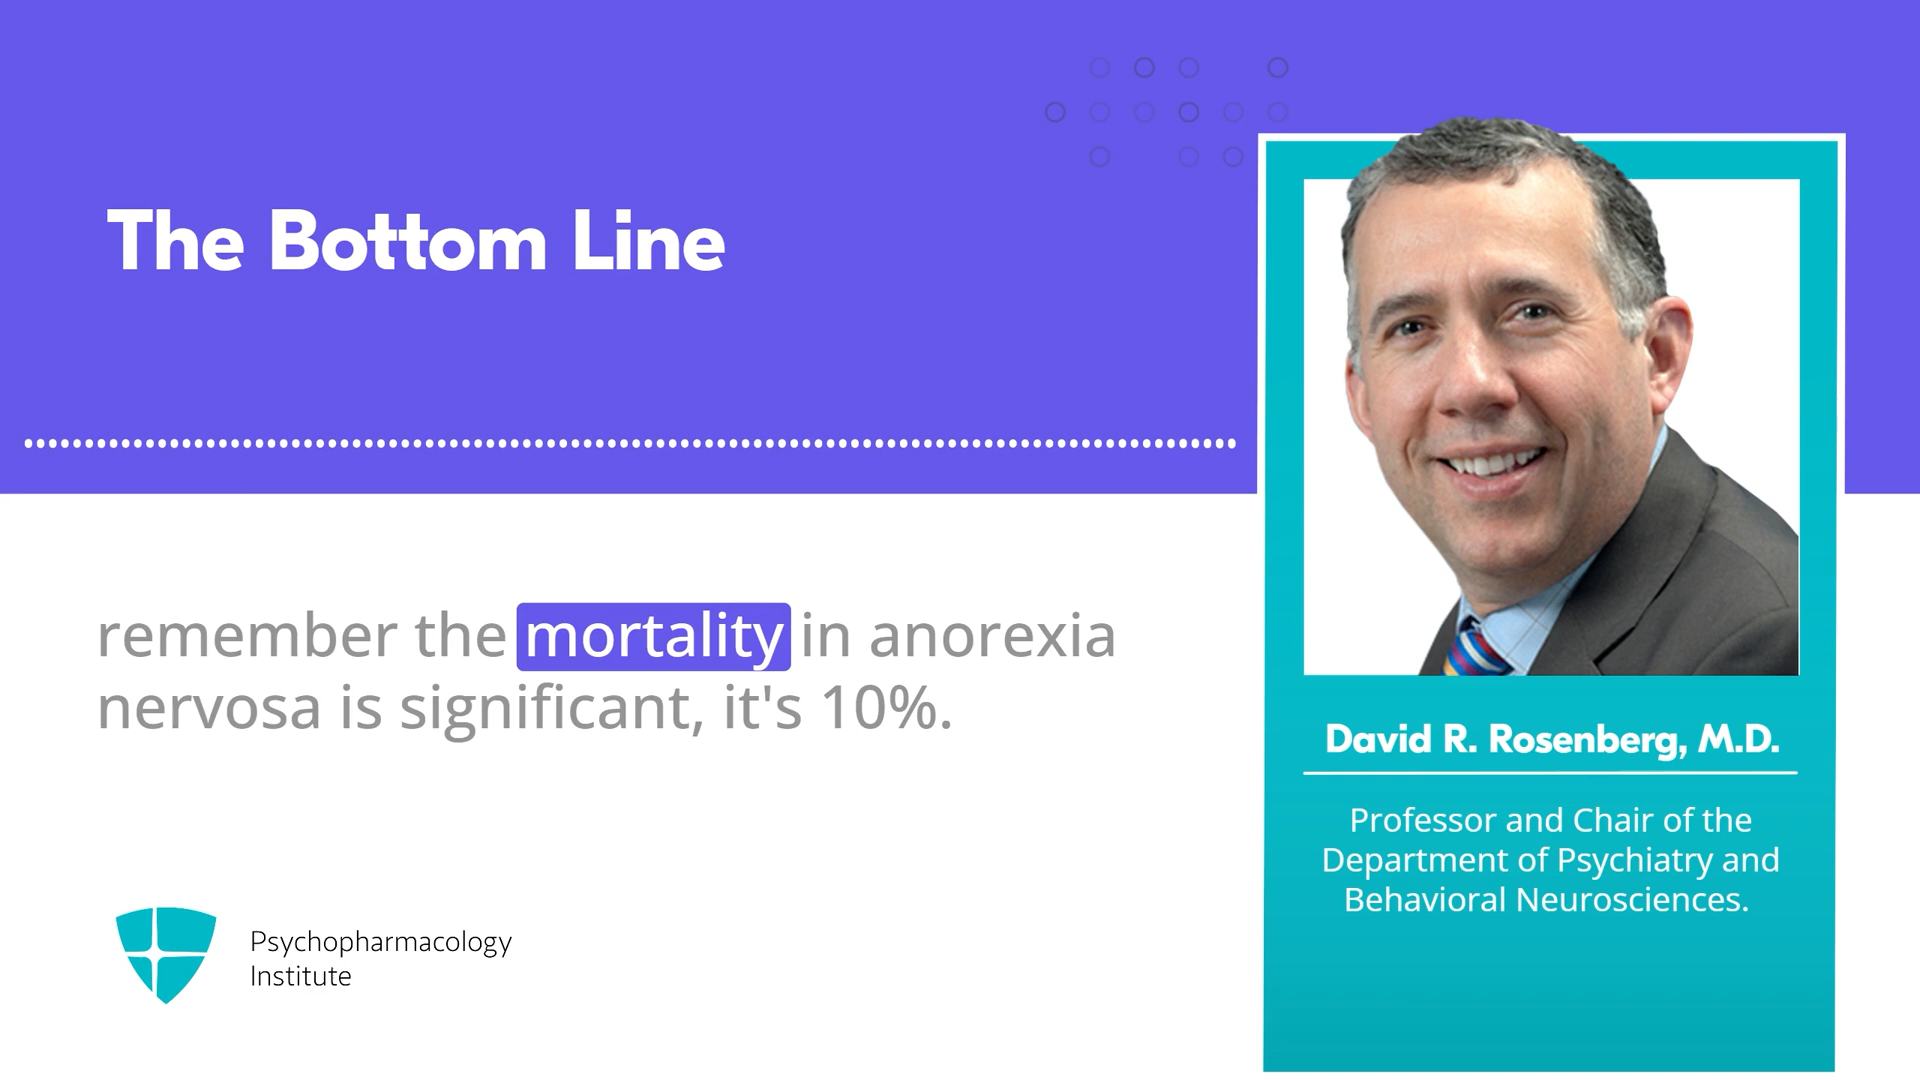 The Bottom Line
remember the mortality in anorexia
nervosa is significant, it's 10%.
David R. Rosenberg, M.D.
Professor and Chair of the
Department of Psychiatry and
Behavioral Neurosciences.
Psychopharmacology
Institute